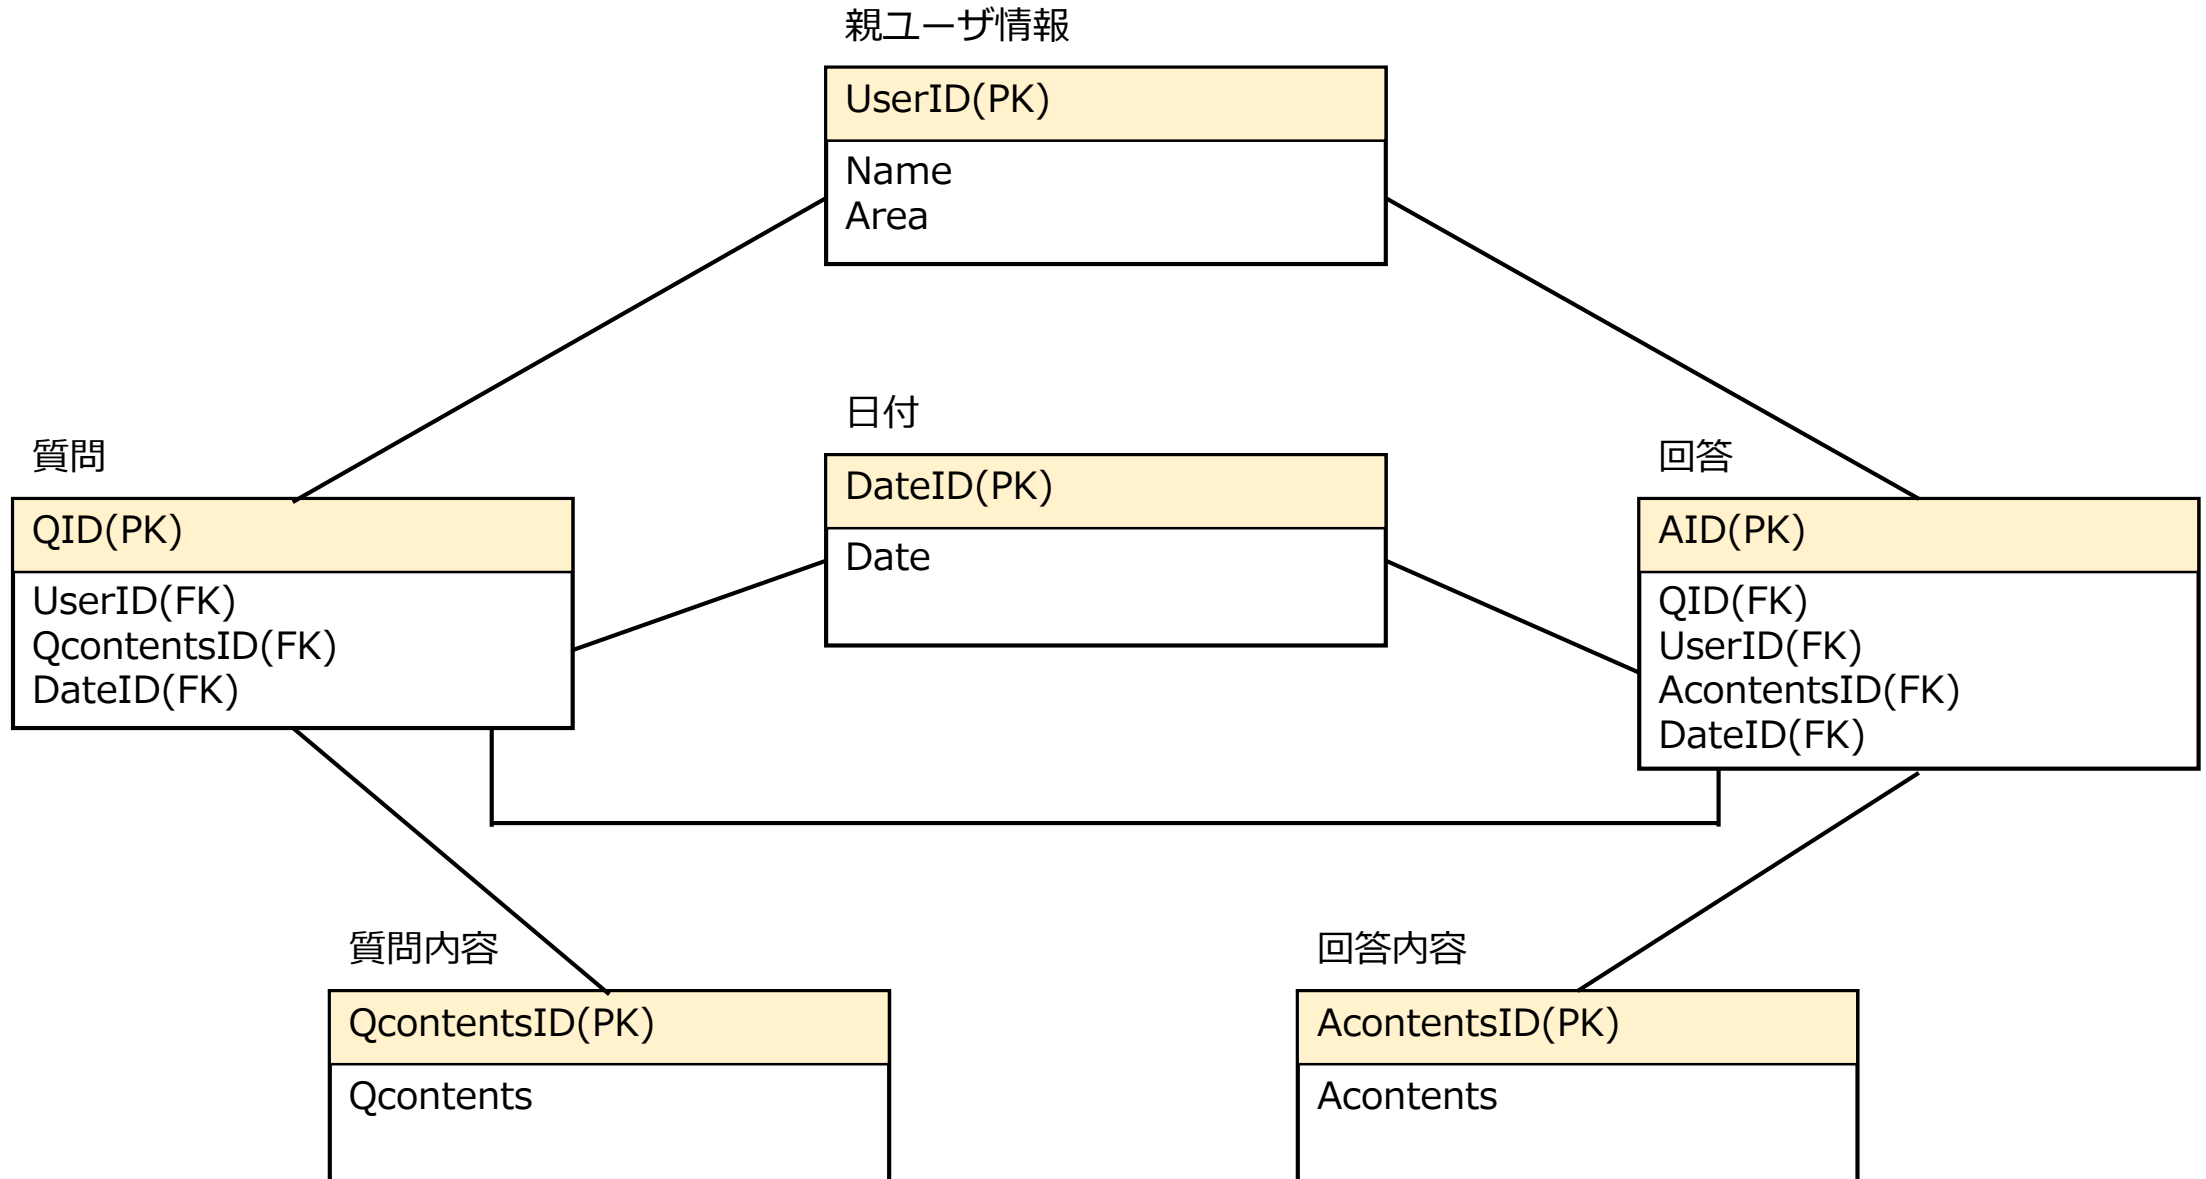 親ユーザ情報
UserID(PK)
Name
Area
日付
DateID(PK)
Date
質問
QID(PK)
UserID(FK)
QcontentsID(FK)
DateID(FK)
回答
AID(PK)
QID(FK)
UserID(FK)
AcontentsID(FK)
DateID(FK)
質問内容
QcontentsID(PK)
Qcontents
回答内容
AcontentsID(PK)
Acontents